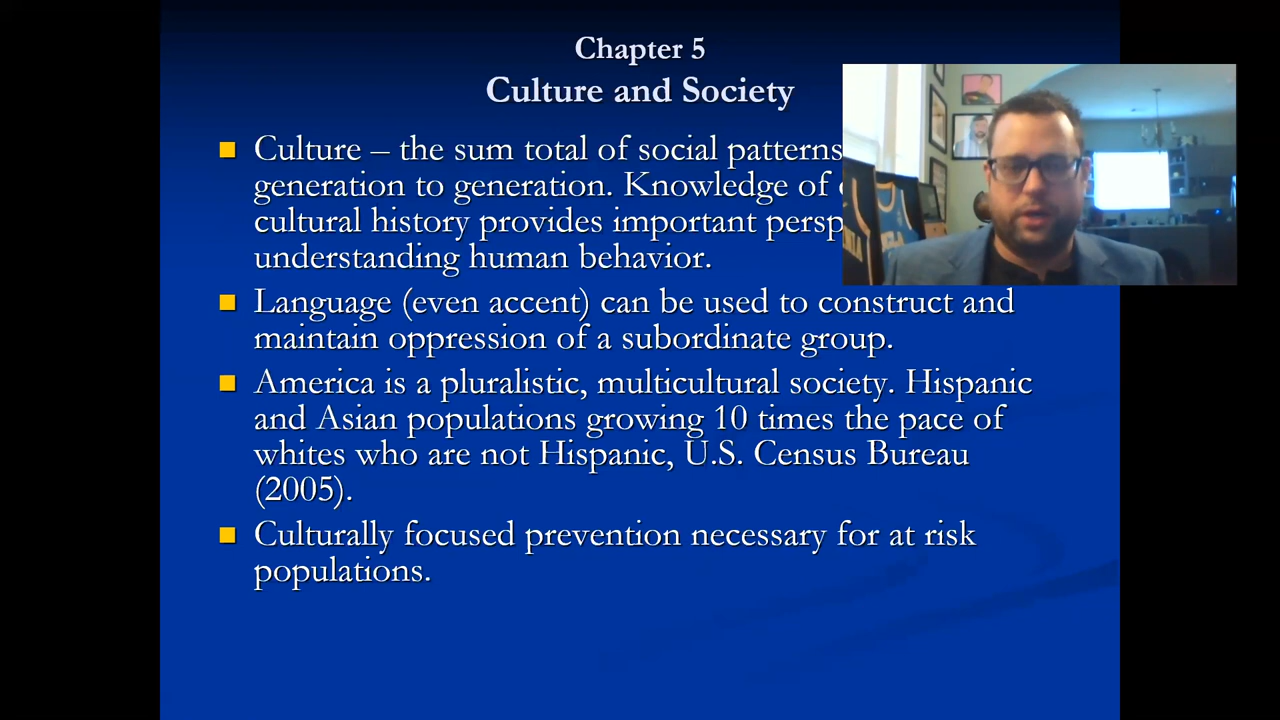 Chapter 5
Culture and Society
Culture – the sum total of social patterns
generation to generation. Knowledge of
cultural history provides important persp
understanding human behavior.
Language (even accent) can be used to construct and
maintain oppression of a subordinate group.
America is a pluralistic, multicultural society. Hispanic
and Asian populations growing 10 times the pace of
whites who are not Hispanic, U.S. Census Bureau
(2005).
Culturally focused prevention necessary for at risk
populations.